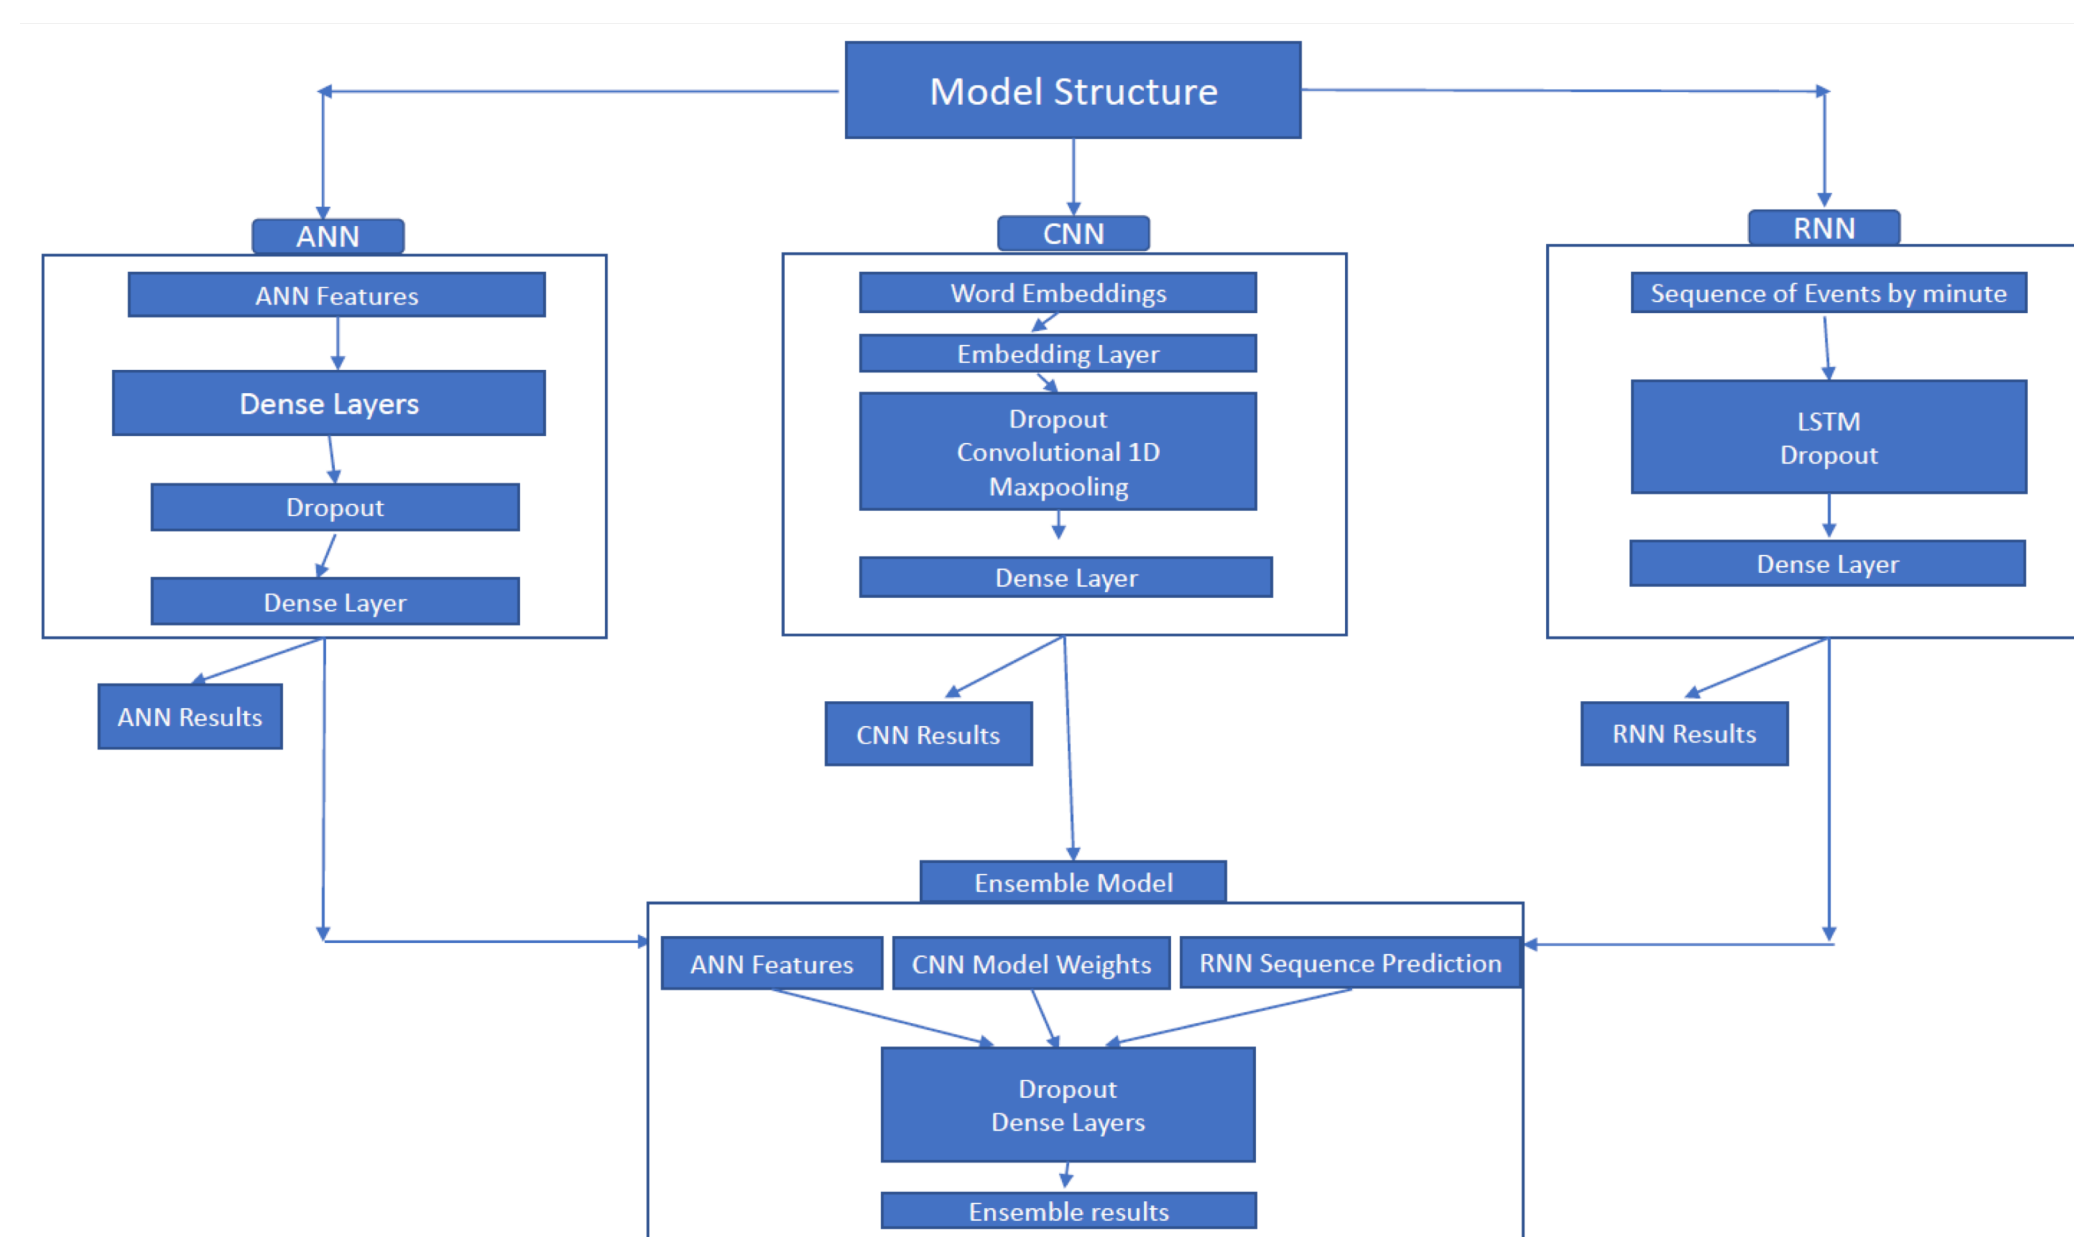 Model Structure
ANN
ANN Features
Dense Layers
Dropout
Dense Layer
ANN Results
CNN
Word Embeddings
Embedding Layer
Dropout
Convolutional 1D
Maxpooling
Dense Layer
CNN Results
RNN
Sequence of Events by minute
LSTM
Dropout
Dense Layer
RNN Results
Ensemble Model
ANN Features
CNN Model Weights
RNN Sequence Prediction
Dropout
Dense Layers
Ensemble results